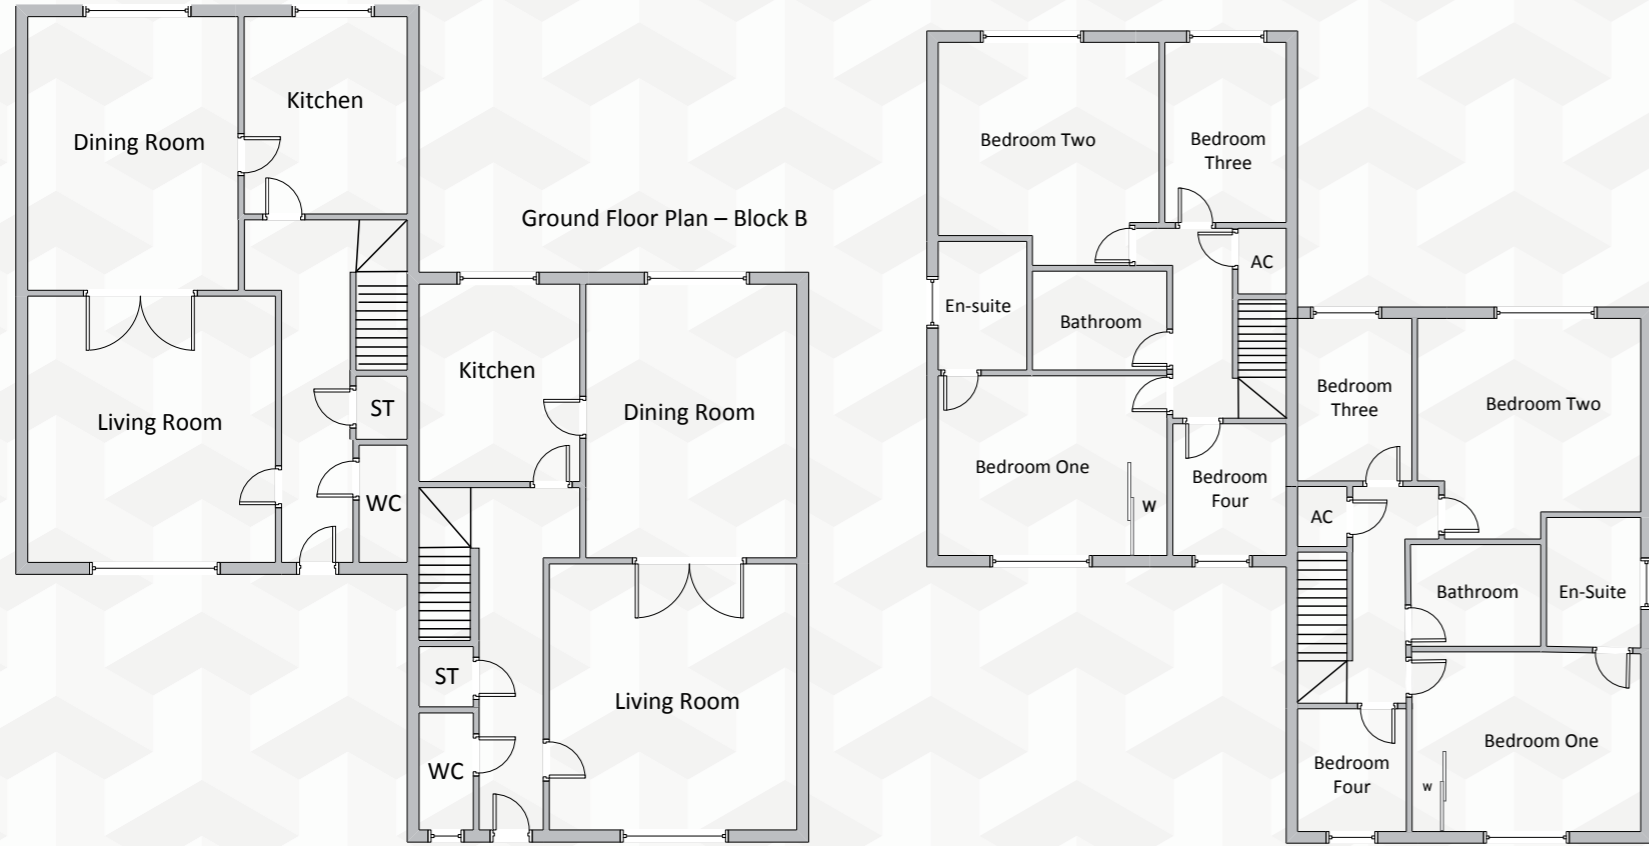 Kitchen
Dining Room
Living Room
ST
WC
Ground Floor Plan – Block B
Kitchen
Dining Room
ST
Living Room
WC
Bedroom Two
Bedroom
Three
AC
En-suite
Bathroom
Bedroom One
W
Bedroom
Four
Bedroom
Three
Bedroom Two
AC
Bathroom
En-Suite
Bedroom One
Bedroom
Four
W